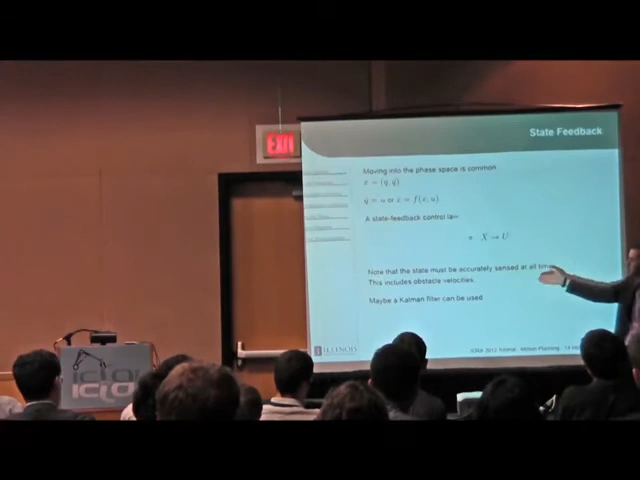 EXIT
State Feedback
Moving into the phase space is common
x = (q, q̇)
q̈ = u or ẋ = f(x, u)
A state-feedback control law
π : X → U
Note that the state must be accurately sensed at all
This includes obstacle velocities.
Maybe a Kalman filter can be used
ILLINOIS
ICRA 2012 Tutorial - Motion Planning - 13
icra